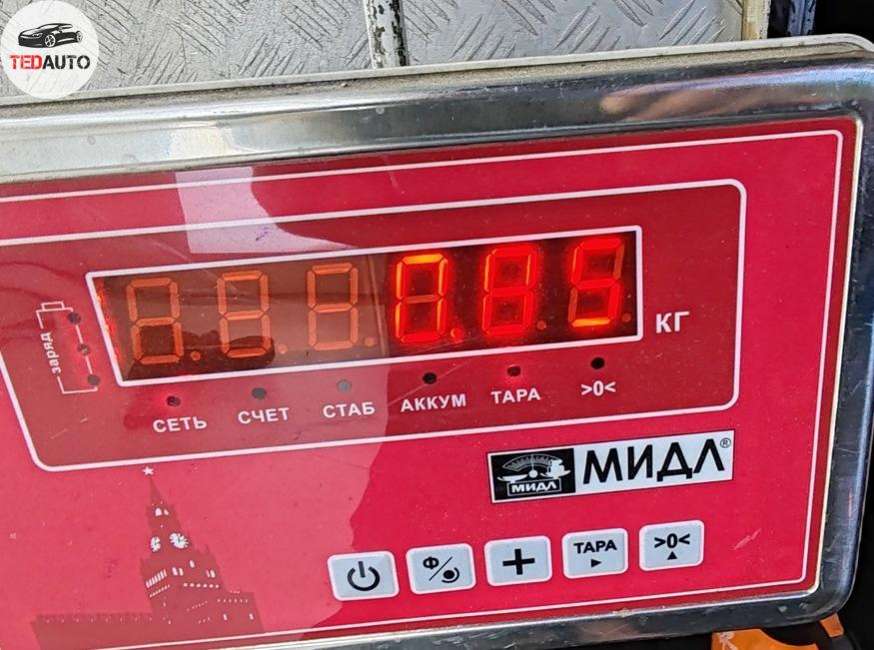 TEDAUTO
0.85
КГ
заряд
СЕТЬ СЧЕТ СТАБ АККУМ ТАРА >0<
МИДЛ МИДЛ®
Ф/ + ТАРА >0<